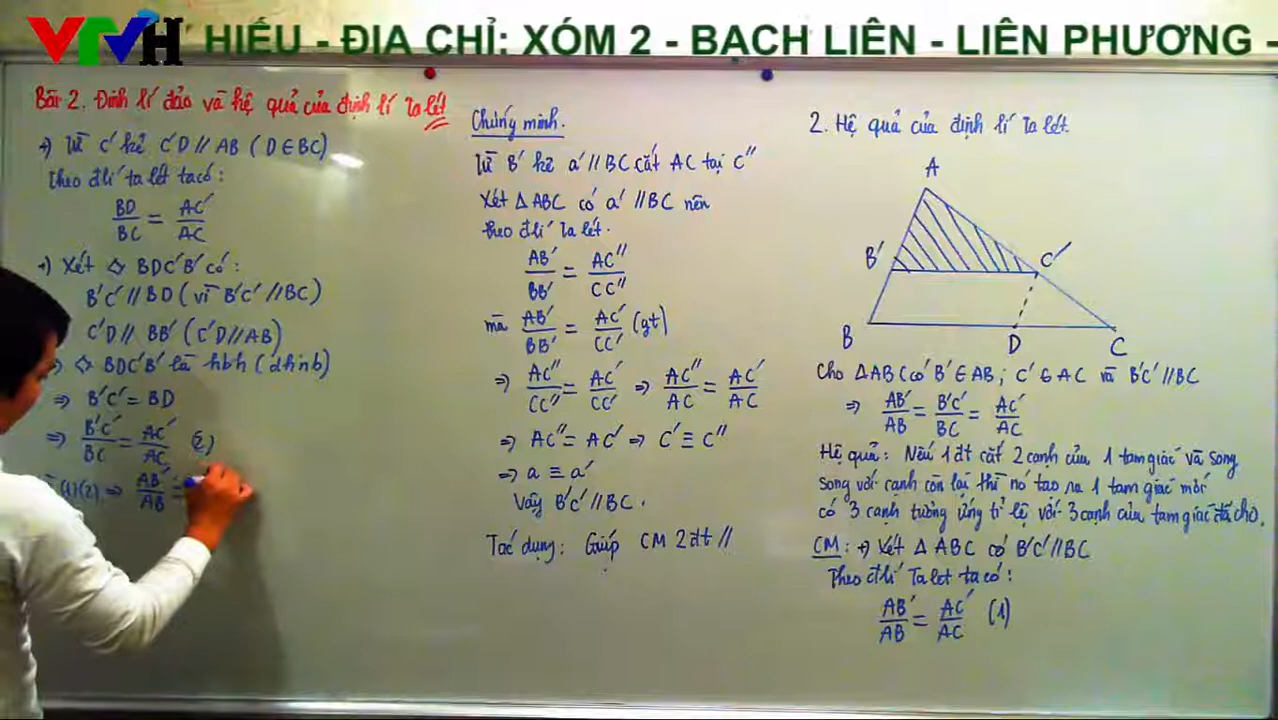 VTVH HIẾU - ĐỊA CHỈ: XÓM 2 - BẠCH LIÊN - LIÊN PHƯƠNG -
Bài 2. Định lí đảo và hệ quả của định lí Ta lét
+) Từ C' kẻ C'D // AB (D ∈ BC)
Theo đlí ta lét ta có:
BD/BC = AC'/AC
+) Xét ◇ BDC'B' có:
B'C' // BD (vì B'C' // BC)
C'D // BB' (C'D // AB)
⇒ ◇ BDC'B' là hbh (dhnb)
⇒ B'C' = BD
⇒ B'C'/BC = AC'/AC (2)
(1)(2) ⇒ AB'/AB =
Chứng minh.
Từ B' kẻ a' // BC cắt AC tại C''
Xét Δ ABC có a' // BC nên
theo đlí Ta lét.
AB'/BB' = AC''/CC''
mà AB'/BB' = AC'/CC' (gt)
⇒ AC''/CC'' = AC'/CC' ⇒ AC''/AC = AC'/AC
⇒ AC'' = AC' ⇒ C' ≡ C''
⇒ a ≡ a'
Vậy B'C' // BC.
Tác dụng: Giúp CM 2 đt //
2. Hệ quả của định lí Ta lét.
A
B' C'
B D C
Cho ΔABC có B' ∈ AB; C' ∈ AC và B'C' // BC
⇒ AB'/AB = B'C'/BC = AC'/AC
Hệ quả: Nếu 1 đt cắt 2 cạnh của 1 tam giác và song
song với cạnh còn lại thì nó tạo ra 1 tam giác mới
có 3 cạnh tương ứng tỉ lệ với 3 cạnh của tam giác đã cho.
CM: +) Xét Δ ABC có B'C' // BC
Theo đlí Ta let ta có:
AB'/AB = AC'/AC (1)